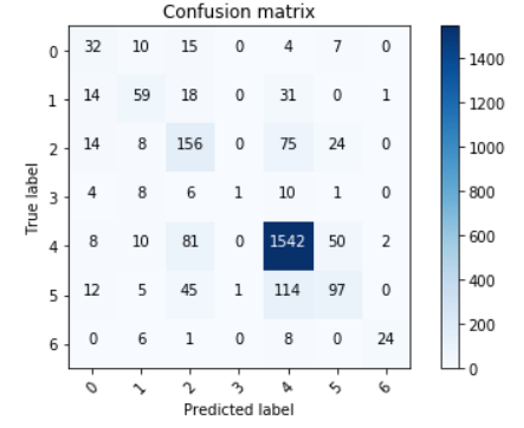 Confusion matrix
True label
0 32 10 15 0 4 7 0
1 14 59 18 0 31 0 1
2 14 8 156 0 75 24 0
3 4 8 6 1 10 1 0
4 8 10 81 0 1542 50 2
5 12 5 45 1 114 97 0
6 0 6 1 0 8 0 24
0 1 2 3 4 5 6
Predicted label
1400
1200
1000
800
600
400
200
0